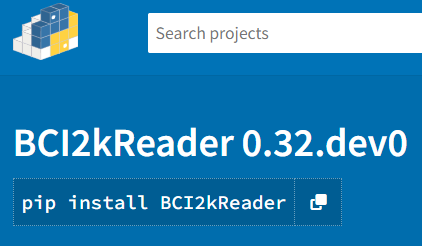 Search projects
BCI2kReader 0.32.dev0
pip install BCI2kReader